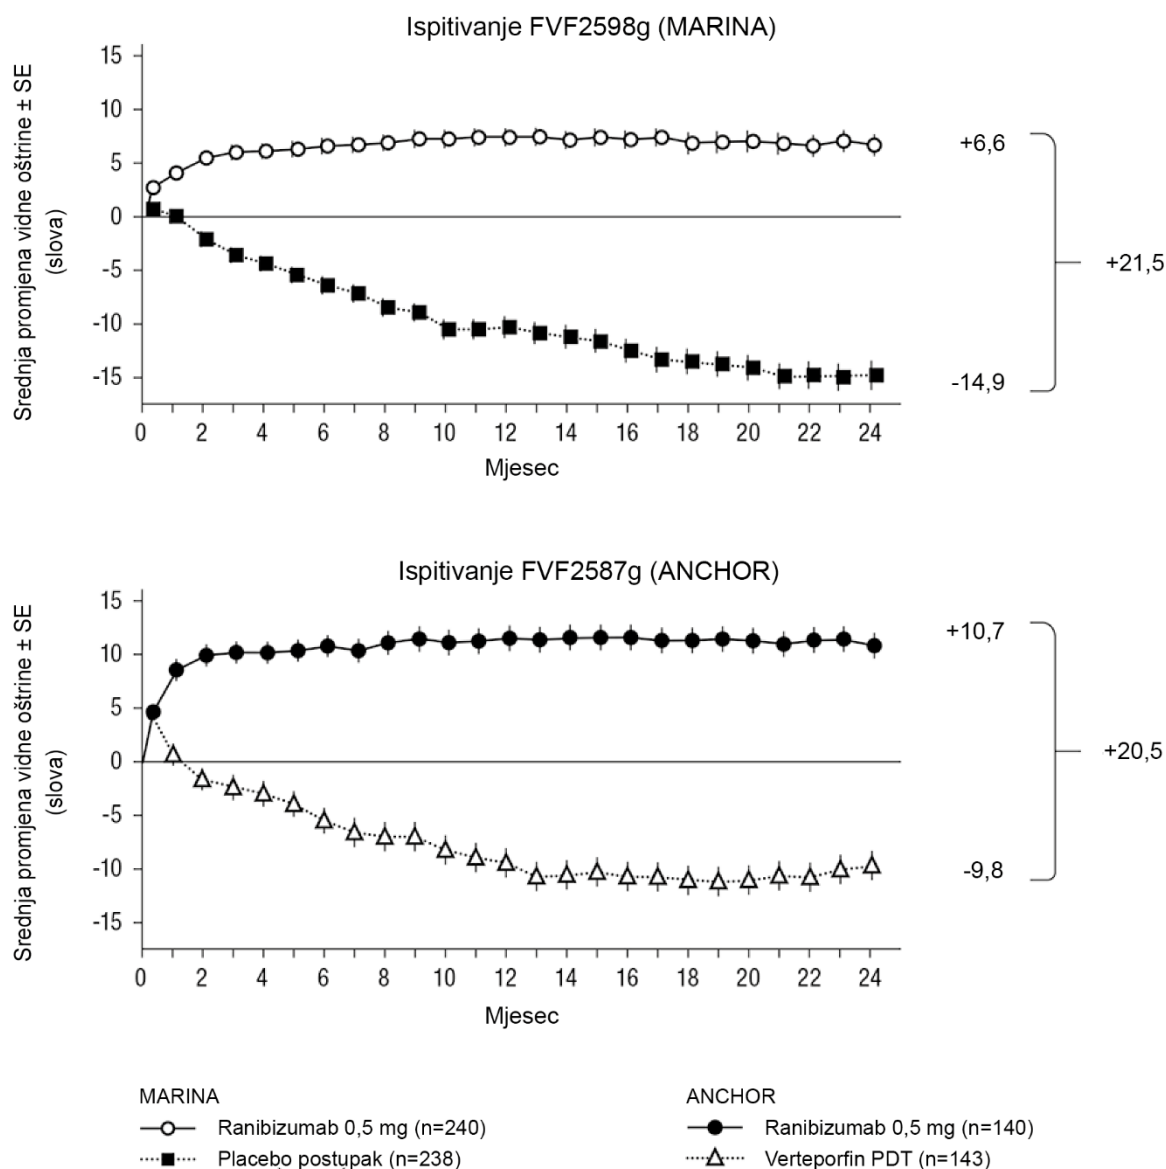 Ispitivanje FVF2598g (MARINA)
Srednja promjena vidne oštrine ± SE
(slova)
15
10
5
0
-5
-10
-15
0 2 4 6 8 10 12 14 16 18 20 22 24
Mjesec
+6,6
+21,5
-14,9
Ispitivanje FVF2587g (ANCHOR)
Srednja promjena vidne oštrine ± SE
(slova)
15
10
5
0
-5
-10
-15
0 2 4 6 8 10 12 14 16 18 20 22 24
Mjesec
+10,7
+20,5
-9,8
MARINA
Ranibizumab 0,5 mg (n=240)
Placebo postupak (n=238)
ANCHOR
Ranibizumab 0,5 mg (n=140)
Verteporfin PDT (n=143)